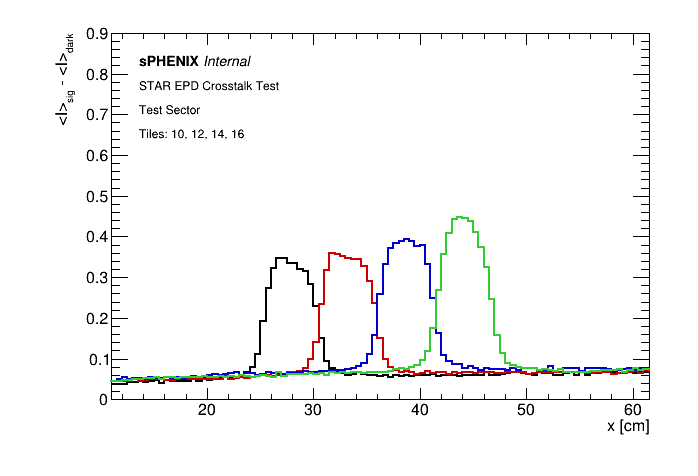 <I>sig - <I>dark
0.9
0.8
0.7
0.6
0.5
0.4
0.3
0.2
0.1
0
sPHENIX Internal
STAR EPD Crosstalk Test
Test Sector
Tiles: 10, 12, 14, 16
20 30 40 50 60
x [cm]